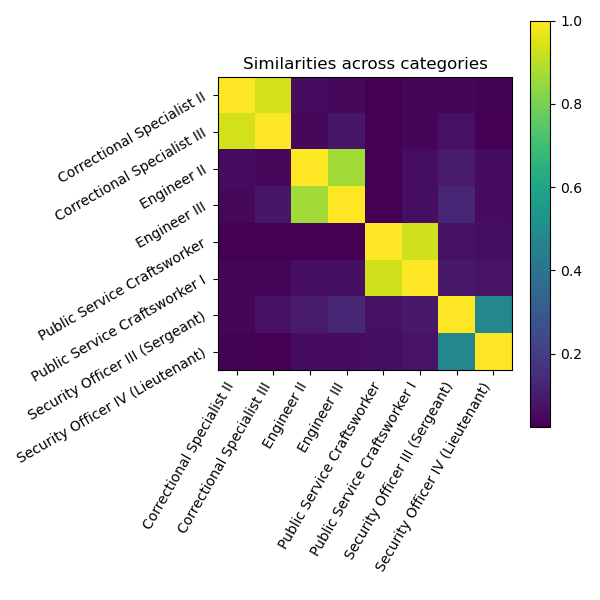 Similarities across categories
Correctional Specialist II
Correctional Specialist III
Engineer II
Engineer III
Public Service Craftsworker
Public Service Craftsworker I
Security Officer III (Sergeant)
Security Officer IV (Lieutenant)
Correctional Specialist II
Correctional Specialist III
Engineer II
Engineer III
Public Service Craftsworker
Public Service Craftsworker I
Security Officer III (Sergeant)
Security Officer IV (Lieutenant)
1.0
0.8
0.6
0.4
0.2